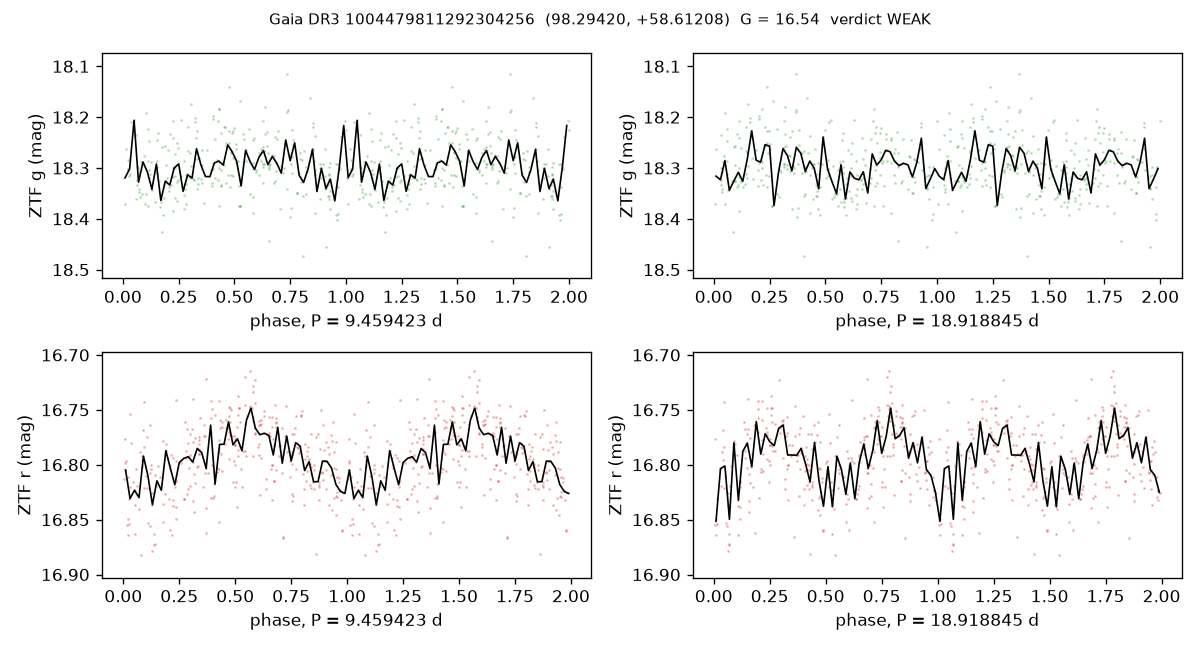 Gaia DR3 1004479811292304256 (98.29420, +58.61208) G = 16.54 verdict WEAK
18.1
18.2
18.3
18.4
18.5
ZTF g (mag)
0.00 0.25 0.50 0.75 1.00 1.25 1.50 1.75 2.00
phase, P = 9.459423 d
18.1
18.2
18.3
18.4
18.5
ZTF g (mag)
0.00 0.25 0.50 0.75 1.00 1.25 1.50 1.75 2.00
phase, P = 18.918845 d
16.70
16.75
16.80
16.85
16.90
ZTF r (mag)
0.00 0.25 0.50 0.75 1.00 1.25 1.50 1.75 2.00
phase, P = 9.459423 d
16.70
16.75
16.80
16.85
16.90
ZTF r (mag)
0.00 0.25 0.50 0.75 1.00 1.25 1.50 1.75 2.00
phase, P = 18.918845 d